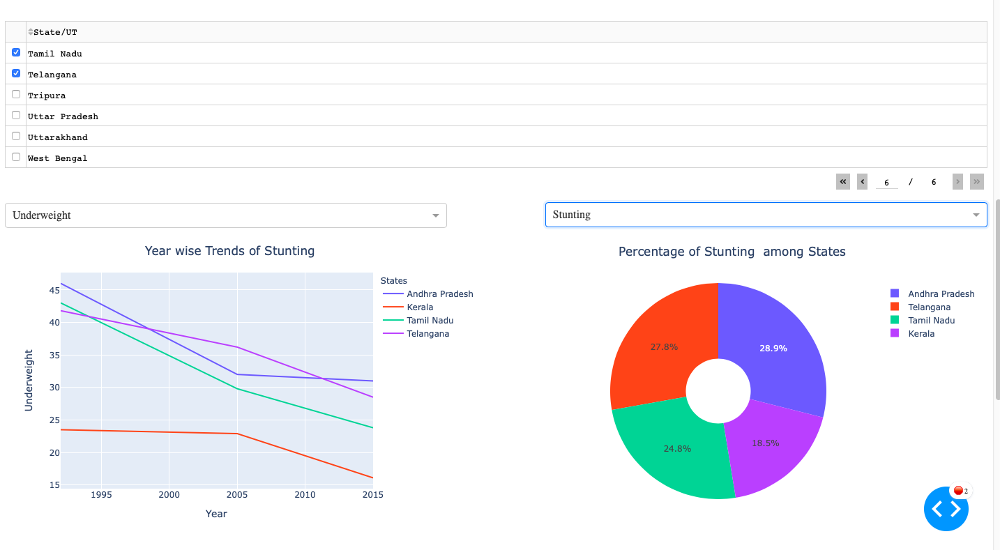 State/UT
Tamil Nadu
Telangana
Tripura
Uttar Pradesh
Uttarakhand
West Bengal
« ‹ 6 / 6 › »
Underweight
Stunting
Year wise Trends of Stunting
States
Andhra Pradesh
Kerala
Tamil Nadu
Telangana
Underweight
45
40
35
30
25
20
15
1995 2000 2005 2010 2015
Year
Percentage of Stunting  among States
Andhra Pradesh
Telangana
Tamil Nadu
Kerala
27.8%
28.9%
18.5%
24.8%
2